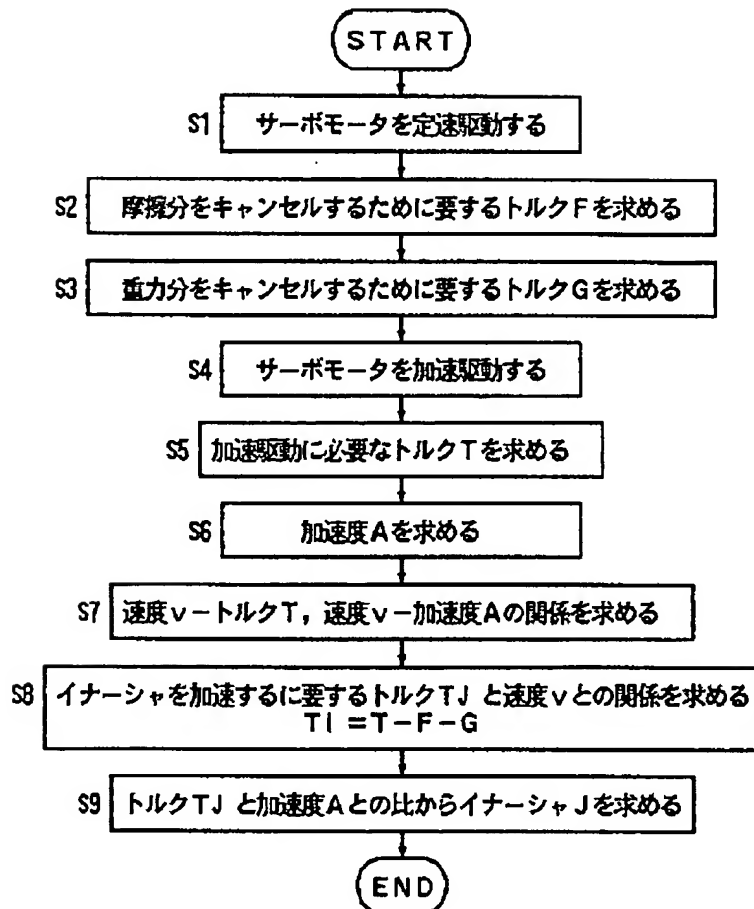 START
S1 サーボモータを定速駆動する
S2 摩擦分をキャンセルするために要するトルクFを求める
S3 重力分をキャンセルするために要するトルクGを求める
S4 サーボモータを加速駆動する
S5 加速駆動に必要なトルクTを求める
S6 加速度Aを求める
S7 速度v－トルクT，速度v－加速度Aの関係を求める
S8 イナーシャを加速するに要するトルクTJと速度vとの関係を求める
Tl＝T－F－G
S9 トルクTJと加速度Aとの比からイナーシャJを求める
END